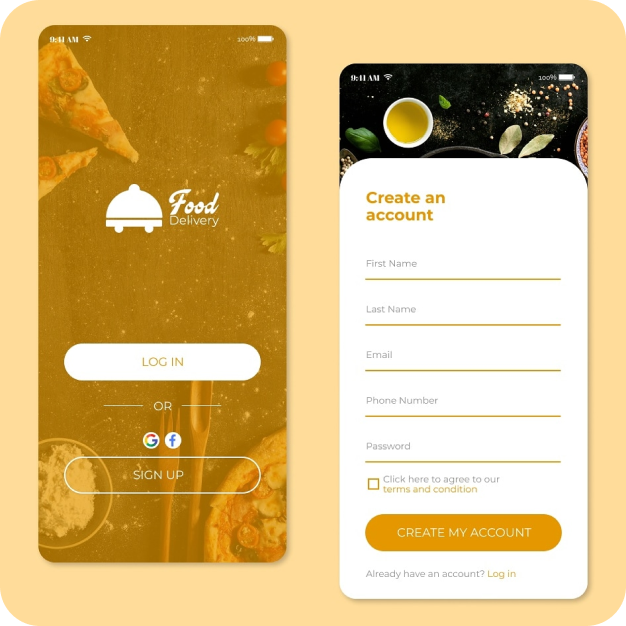 9:41 AM
100%
Food
Delivery
LOG IN
OR
SIGN UP
9:41 AM
100%
Create an
account
First Name
Last Name
Email
Phone Number
Password
Click here to agree to our
terms and condition
CREATE MY ACCOUNT
Already have an account? Log in